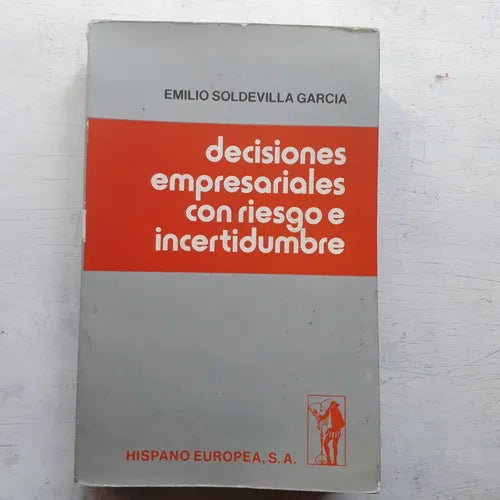 EMILIO SOLDEVILLA GARCIA
decisiones
empresariales
con riesgo e
incertidumbre
HISPANO EUROPEA, S.A.